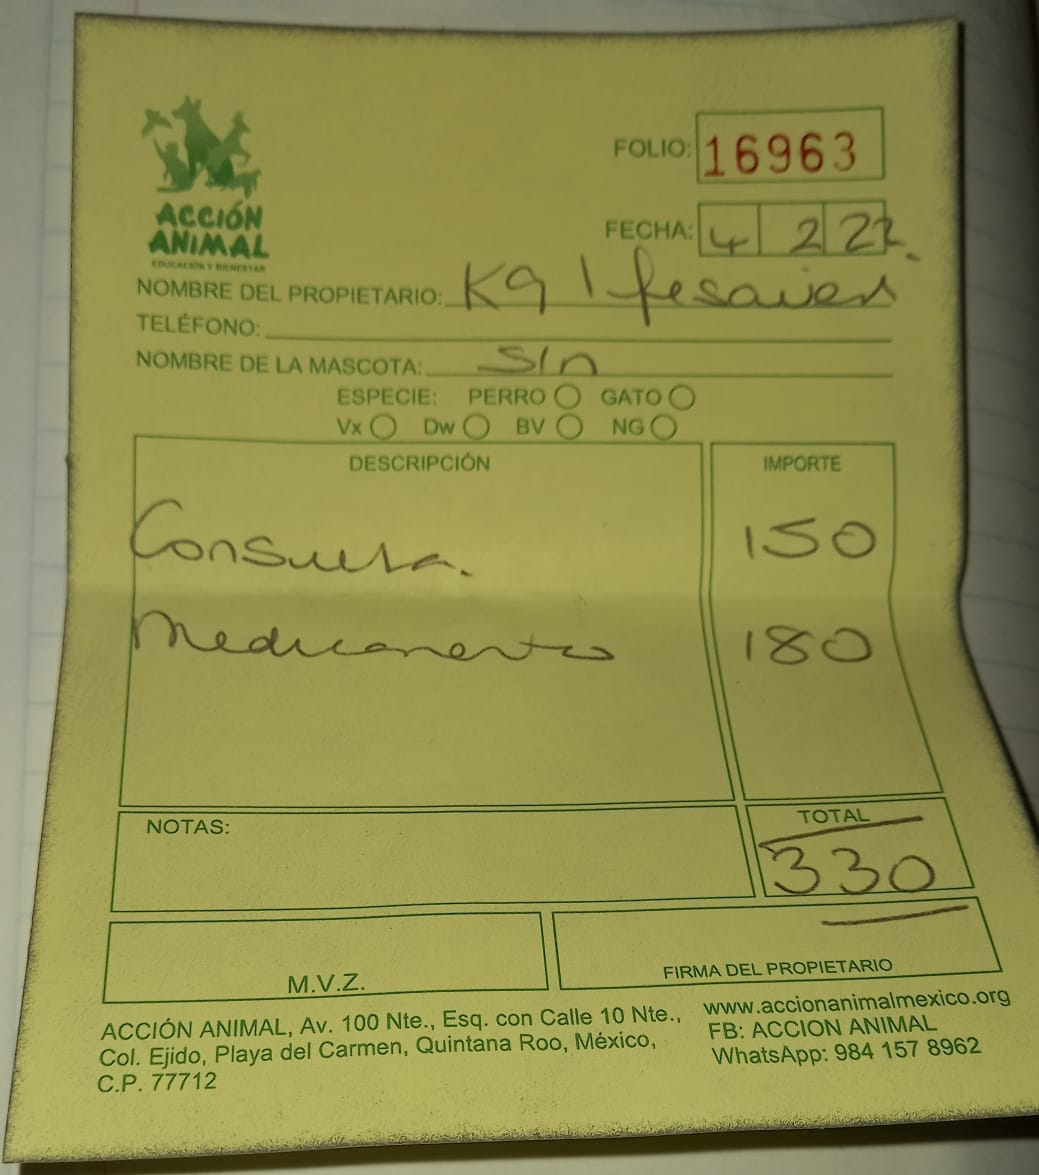 FOLIO: 16963
ACCIÓN
ANIMAL
EDUCACIÓN Y BIENESTAR
FECHA: 4 2 22
NOMBRE DEL PROPIETARIO: K9
TELÉFONO:
NOMBRE DE LA MASCOTA: Sin
ESPECIE: PERRO GATO
Vx Dw BV NG
DESCRIPCIÓN IMPORTE
Consulta. 150
Medicamento 180
NOTAS: TOTAL
330
M.V.Z. FIRMA DEL PROPIETARIO
ACCIÓN ANIMAL, Av. 100 Nte., Esq. con Calle 10 Nte., www.accionanimalmexico.org
Col. Ejido, Playa del Carmen, Quintana Roo, México, FB: ACCION ANIMAL
C.P. 77712 WhatsApp: 984 157 8962